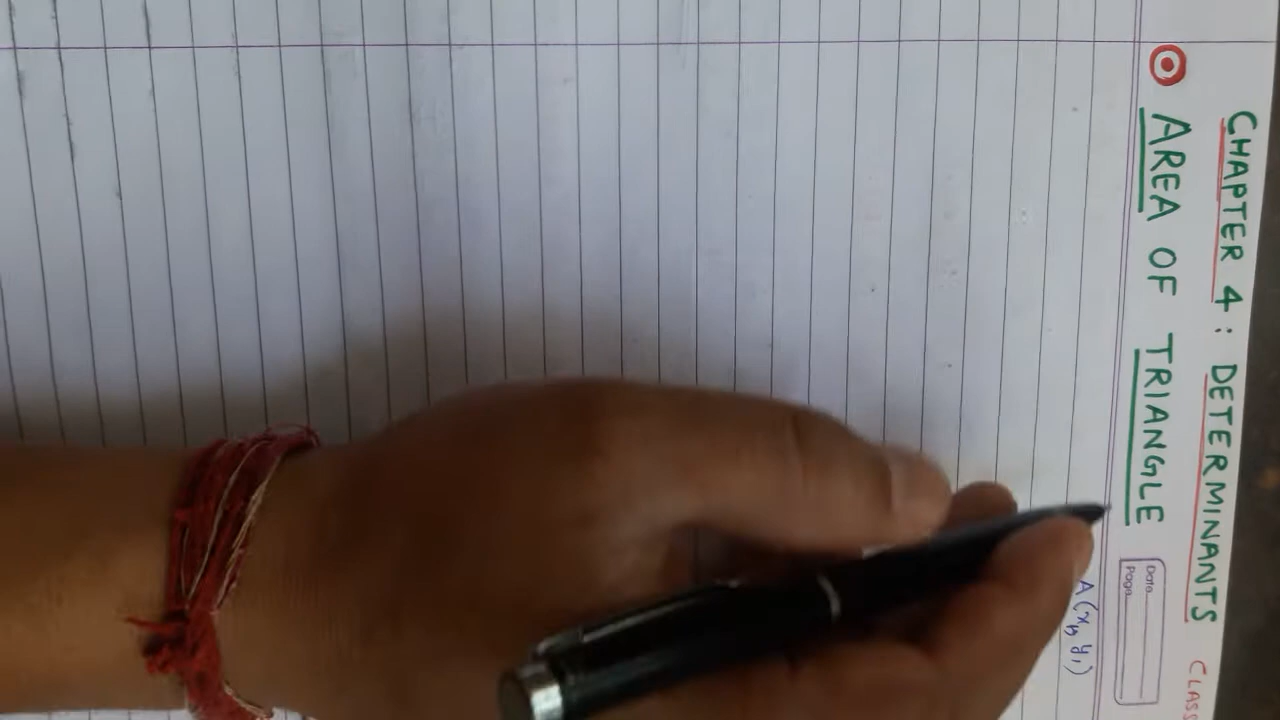 CHAPTER 4 : DETERMINANTS CLASS
AREA OF TRIANGLE
Date
Page
A (x₁, y₁)